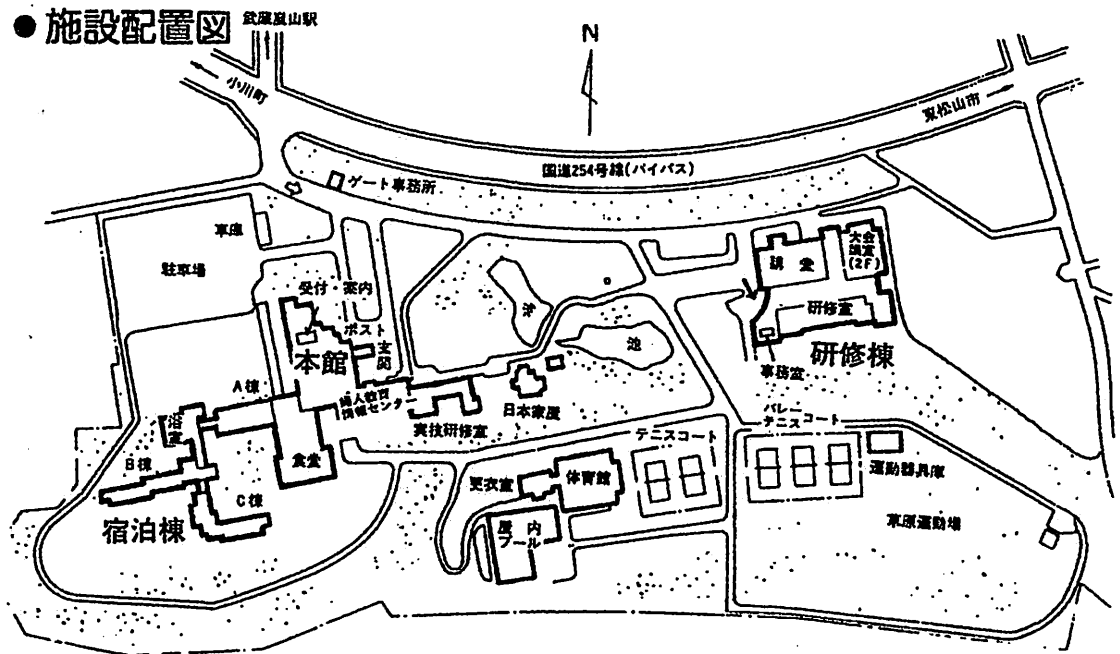 ● 施設配置図
武蔵嵐山駅
N
小川町
東松山市
国道254号線(バイパス)
ゲート事務所
車庫
駐車場
受付・案内
ポスト
玄関
本館
池
池
講堂
大会議室
(2F)
研修室
事務室
研修棟
A棟
婦人教育
情報センター
実技研修室
日本家屋
浴室
B棟
食堂
C棟
宿泊棟
テニスコート
バレー
テニス コート
更衣室
体育館
運動器具庫
屋内
プール
草原運動場